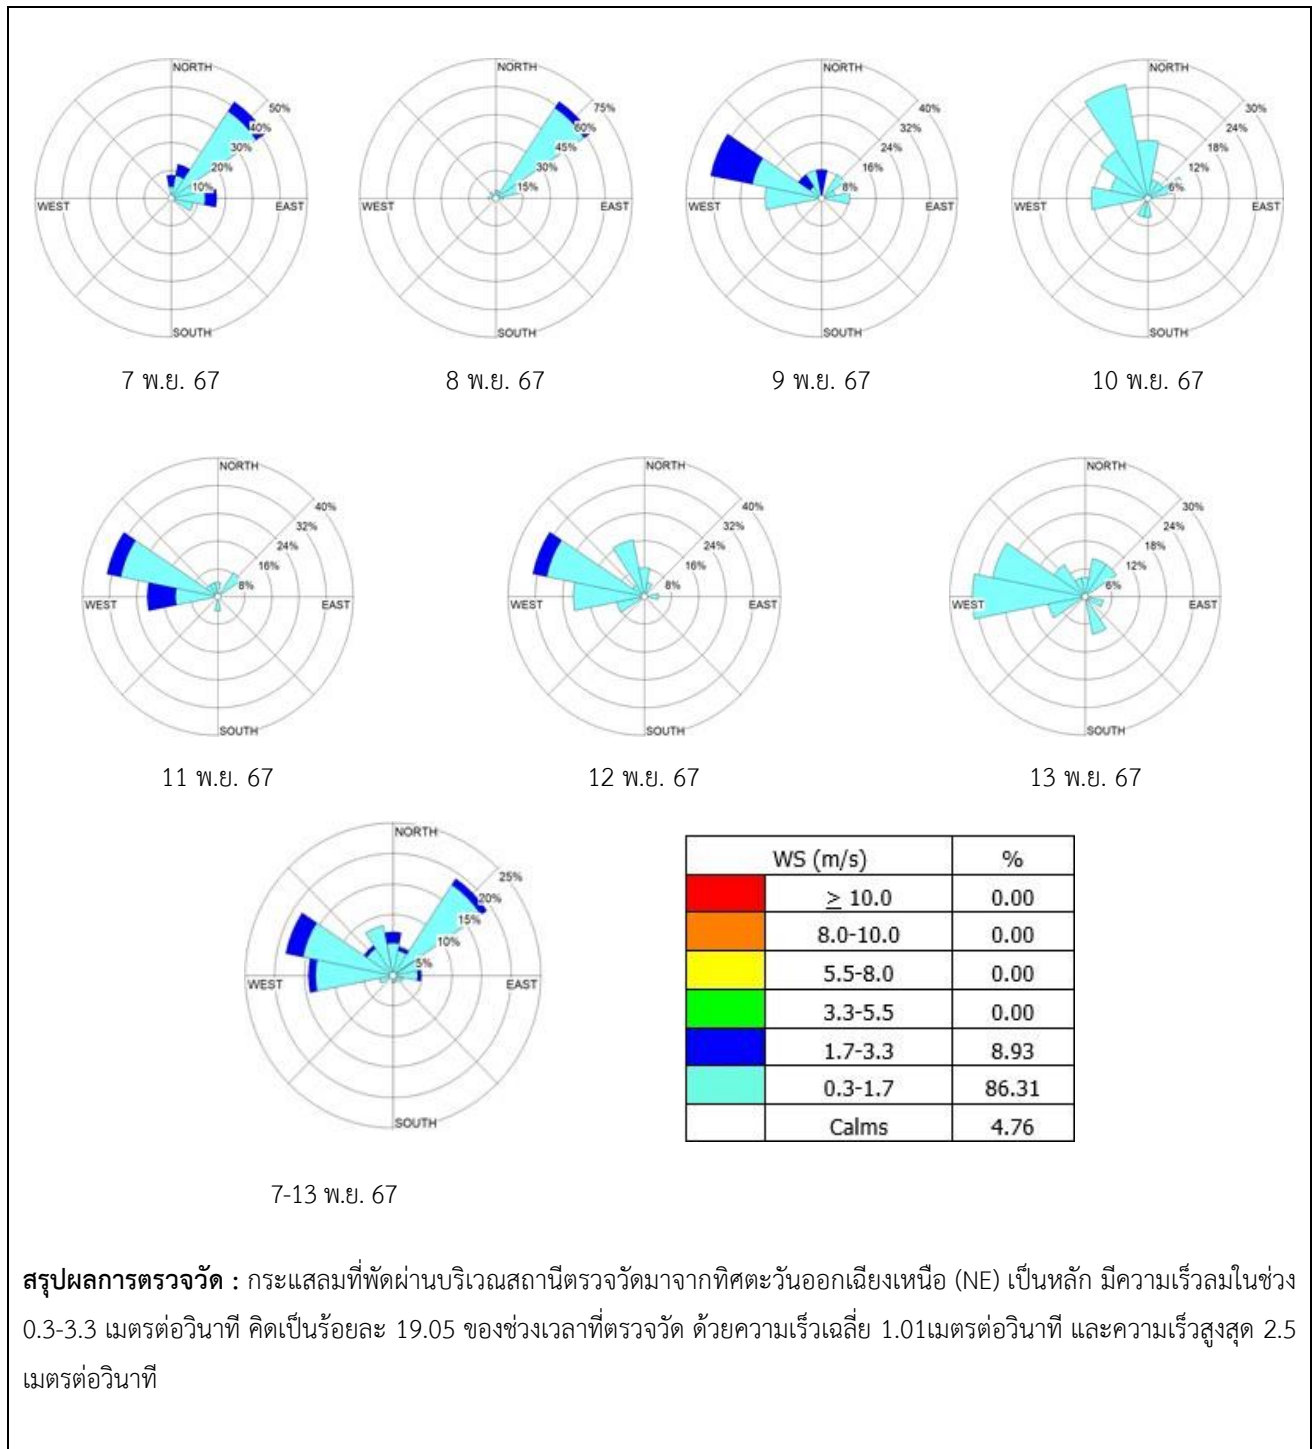 NORTH
50%
40%
30%
20%
10%
WEST
EAST
SOUTH
7 พ.ย. 67
NORTH
75%
60%
45%
30%
15%
WEST
EAST
SOUTH
8 พ.ย. 67
NORTH
40%
32%
24%
16%
8%
WEST
EAST
SOUTH
9 พ.ย. 67
NORTH
30%
24%
18%
12%
6%
WEST
EAST
SOUTH
10 พ.ย. 67
NORTH
40%
32%
24%
16%
8%
WEST
EAST
SOUTH
11 พ.ย. 67
NORTH
40%
32%
24%
16%
8%
WEST
EAST
SOUTH
12 พ.ย. 67
NORTH
30%
24%
18%
12%
6%
WEST
EAST
SOUTH
13 พ.ย. 67
NORTH
25%
20%
15%
10%
5%
WEST
EAST
SOUTH
7-13 พ.ย. 67
WS (m/s) %
≥ 10.0 0.00
8.0-10.0 0.00
5.5-8.0 0.00
3.3-5.5 0.00
1.7-3.3 8.93
0.3-1.7 86.31
Calms 4.76
สรุปผลการตรวจวัด : กระแสลมที่พัดผ่านบริเวณสถานีตรวจวัดมาจากทิศตะวันออกเฉียงเหนือ (NE) เป็นหลัก มีความเร็วลมในช่วง
0.3-3.3 เมตรต่อวินาที คิดเป็นร้อยละ 19.05 ของช่วงเวลาที่ตรวจวัด ด้วยความเร็วเฉลี่ย 1.01เมตรต่อวินาที และความเร็วสูงสุด 2.5
เมตรต่อวินาที